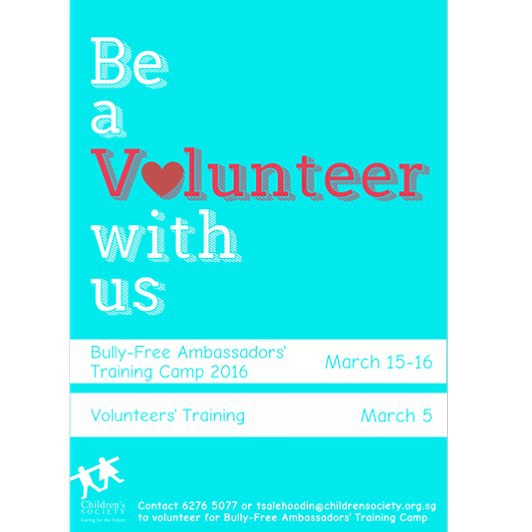 Be
a
Volunteer
with
us
Bully-Free Ambassadors'
Training Camp 2016
March 15-16
Volunteers' Training
March 5
Children's
SOCIETY
Caring for the Future
Contact 6276 5077 or tsalehoodin@childrensociety.org.sg
to volunteer for Bully-Free Ambassadors' Training Camp